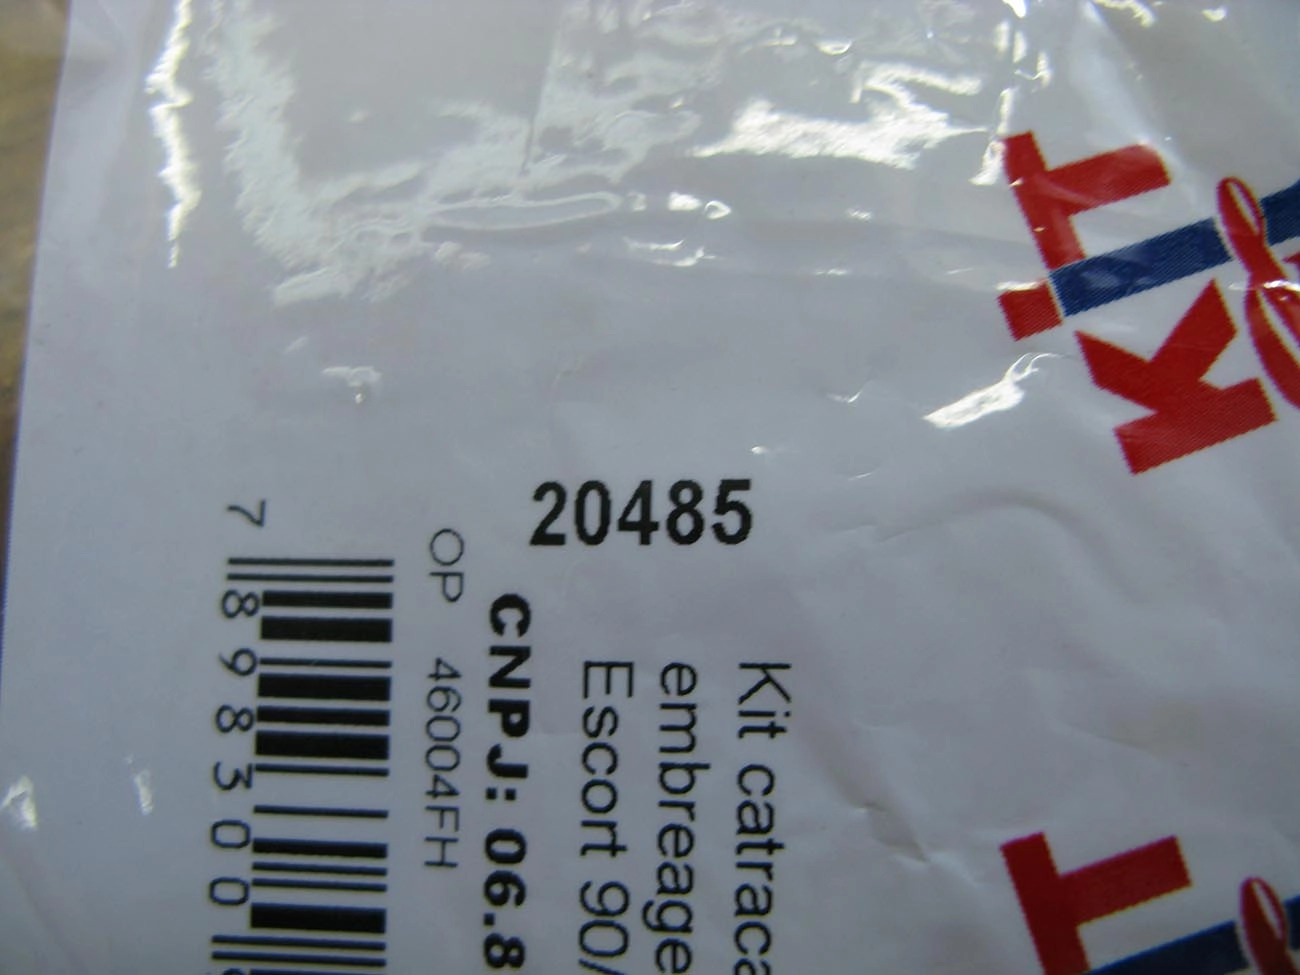 20485
Kit catraca
embreage
Escort 90/
CNPJ: 06.8
OP 46004FH
7 898300
KIT